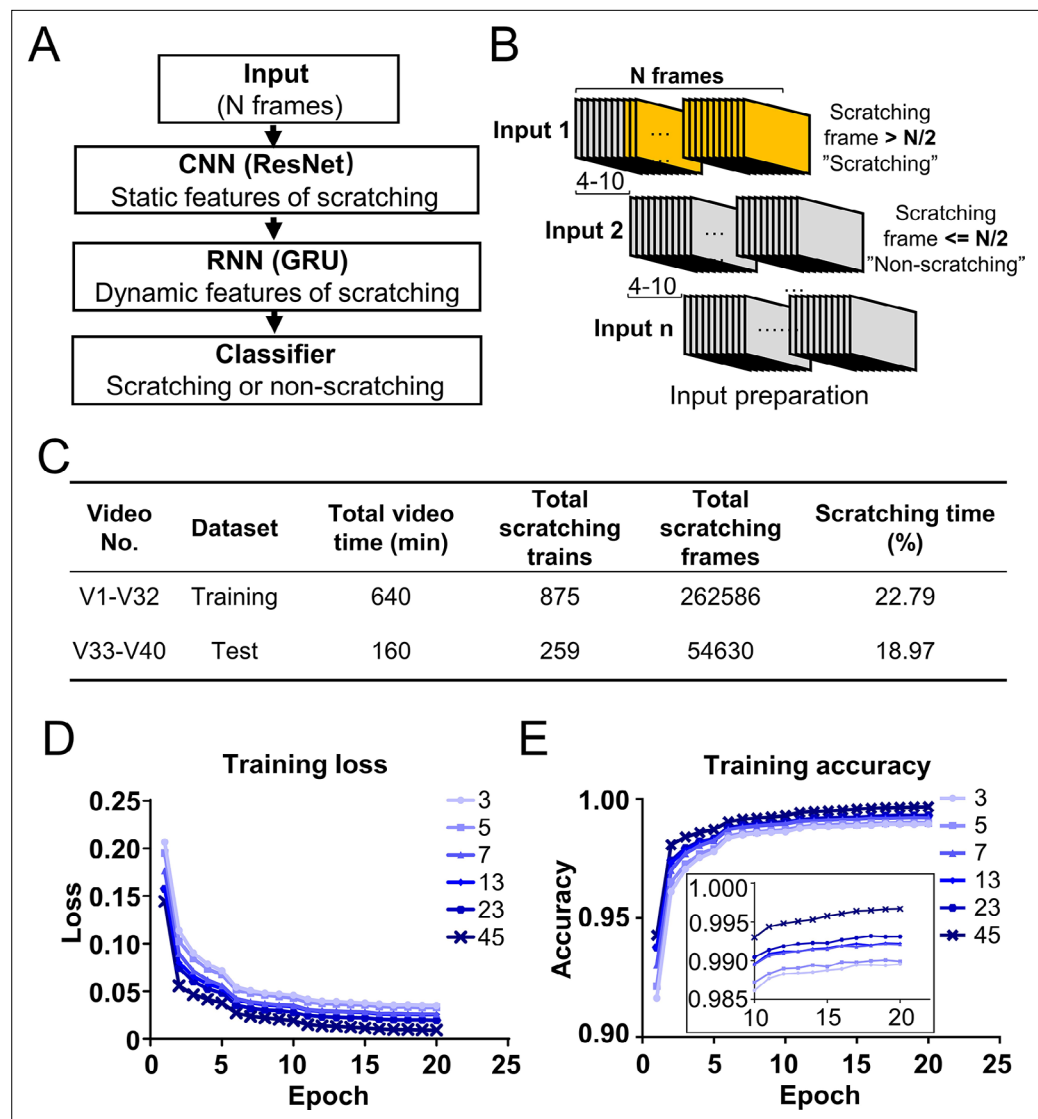 A
Input
(N frames)
CNN (ResNet)
Static features of scratching
RNN (GRU)
Dynamic features of scratching
Classifier
Scratching or non-scratching
B
N frames
Input 1
...
...
Scratching
frame > N/2
"Scratching"
4-10
Input 2
...
Scratching
frame <= N/2
"Non-scratching"
4-10
...
Input n
......
Input preparation
C
Video No. Dataset Total video time (min) Total scratching trains Total scratching frames Scratching time (%)
V1-V32 Training 640 875 262586 22.79
V33-V40 Test 160 259 54630 18.97
D
Training loss
Loss
0.25
0.20
0.15
0.10
0.05
0
0 5 10 15 20 25
Epoch
3
5
7
13
23
45
E
Training accuracy
Accuracy
1.00
0.95
0.90
0 5 10 15 20 25
Epoch
3
5
7
13
23
45
1.000
0.995
0.990
0.985
10 15 20